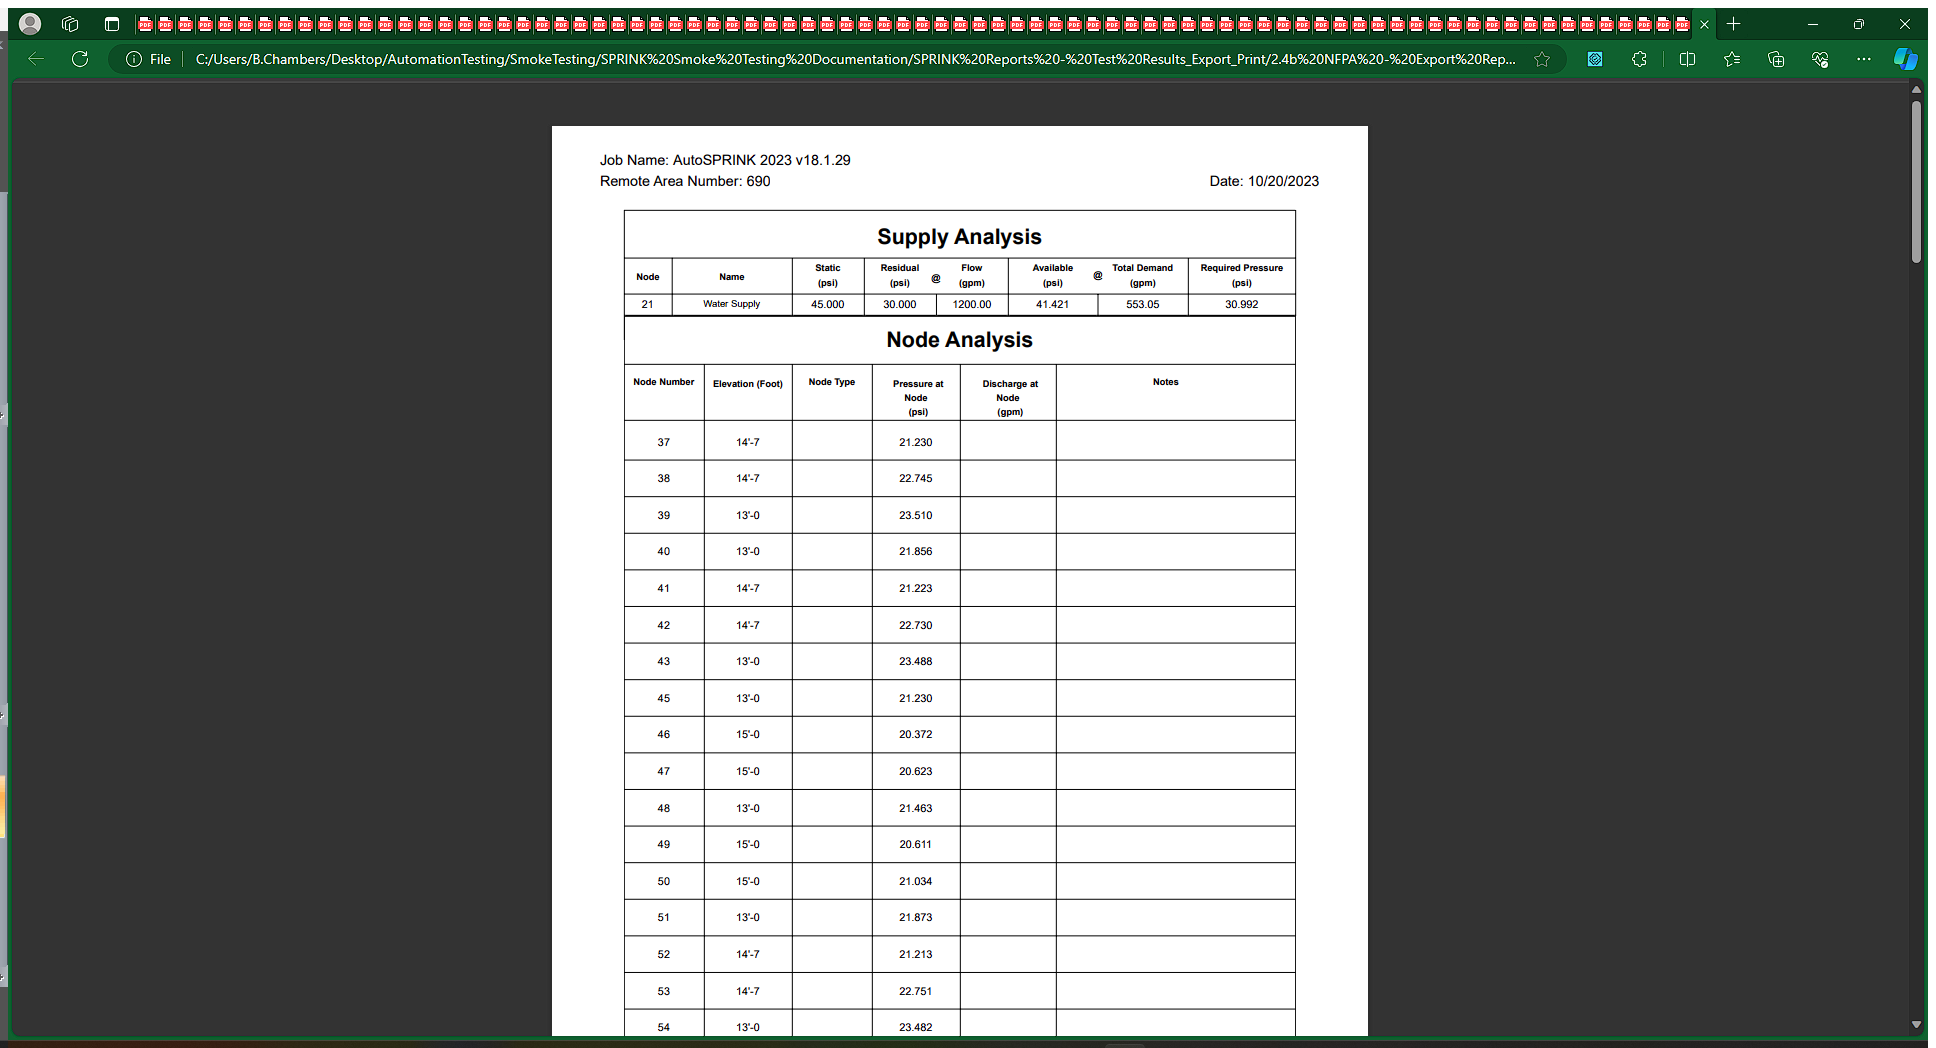 File C:/Users/B.Chambers/Desktop/AutomationTesting/SmokeTesting/SPRINK%20Smoke%20Testing%20Documentation/SPRINK%20Reports%20-%20Test%20Results_Export_Print/2.4b%20NFPA%20-%20Export%20Rep...
Job Name: AutoSPRINK 2023 v18.1.29
Remote Area Number: 690 Date: 10/20/2023
Supply Analysis
Node Name Static (psi) Residual (psi) @ Flow (gpm) Available (psi) @ Total Demand (gpm) Required Pressure (psi)
21 Water Supply 45.000 30.000 1200.00 41.421 553.05 30.992
Node Analysis
Node Number Elevation (Foot) Node Type Pressure at Node (psi) Discharge at Node (gpm) Notes
37 14'-7 21.230
38 14'-7 22.745
39 13'-0 23.510
40 13'-0 21.856
41 14'-7 21.223
42 14'-7 22.730
43 13'-0 23.488
45 13'-0 21.230
46 15'-0 20.372
47 15'-0 20.623
48 13'-0 21.463
49 15'-0 20.611
50 15'-0 21.034
51 13'-0 21.873
52 14'-7 21.213
53 14'-7 22.751
54 13'-0 23.482